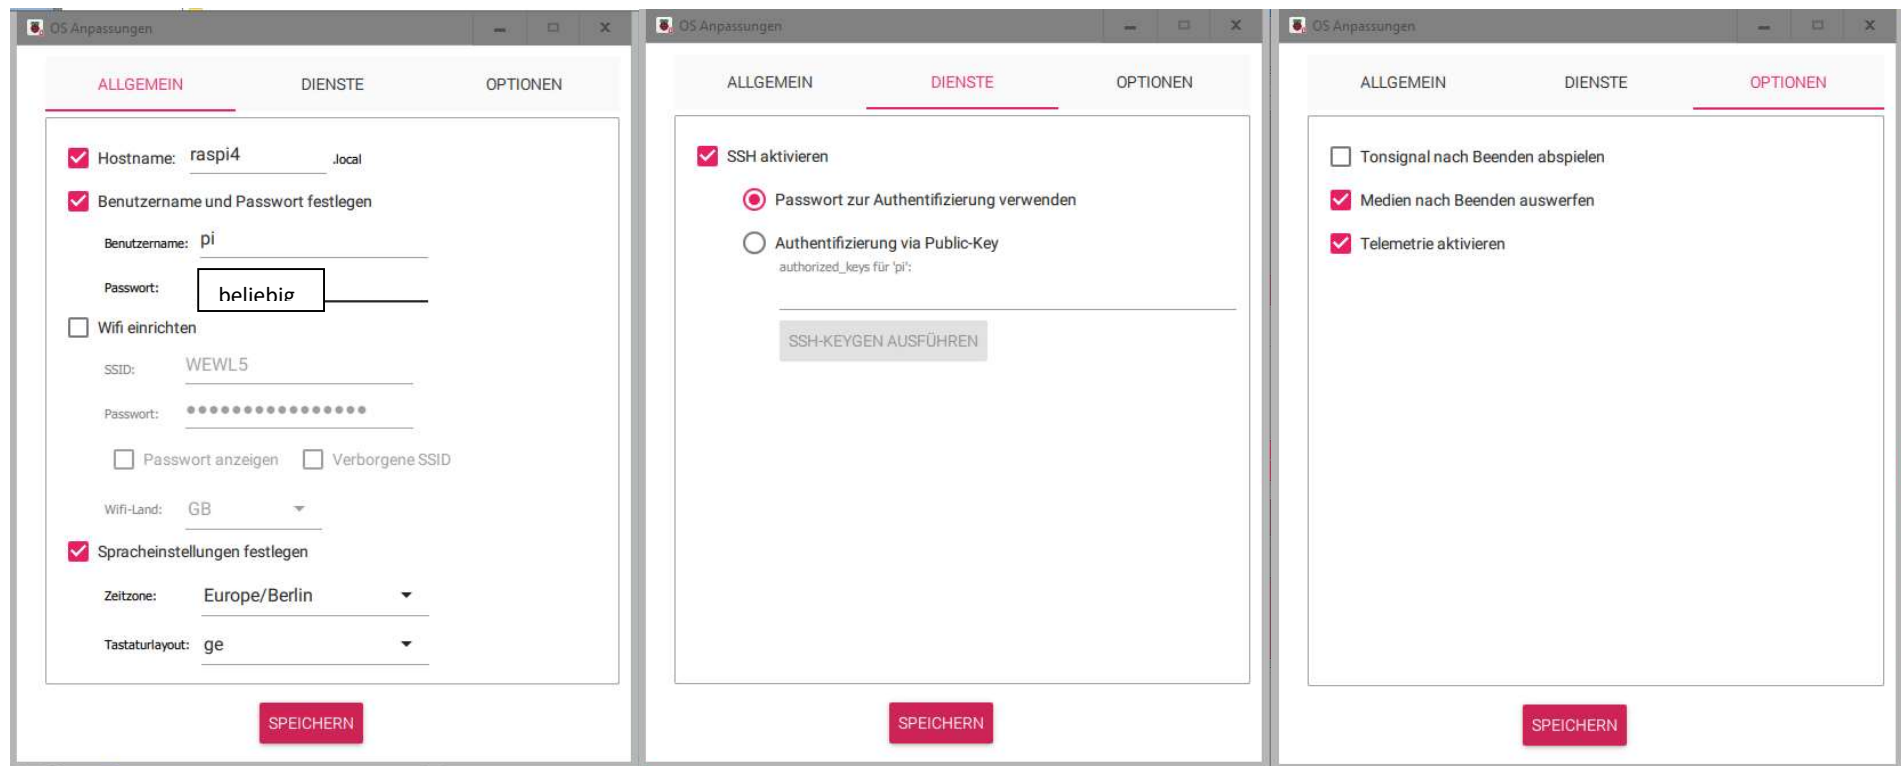 OS Anpassungen
ALLGEMEIN DIENSTE OPTIONEN
Hostname: raspi4 .local
Benutzername und Passwort festlegen
Benutzername: pi
Passwort: beliebig
Wifi einrichten
SSID: WEWL5
Passwort: ••••••••••••••••
Passwort anzeigen Verborgene SSID
Wifi-Land: GB
Spracheinstellungen festlegen
Zeitzone: Europe/Berlin
Tastaturlayout: ge
SPEICHERN
OS Anpassungen
ALLGEMEIN DIENSTE OPTIONEN
SSH aktivieren
Passwort zur Authentifizierung verwenden
Authentifizierung via Public-Key
authorized_keys für 'pi':
SSH-KEYGEN AUSFÜHREN
SPEICHERN
OS Anpassungen
ALLGEMEIN DIENSTE OPTIONEN
Tonsignal nach Beenden abspielen
Medien nach Beenden auswerfen
Telemetrie aktivieren
SPEICHERN